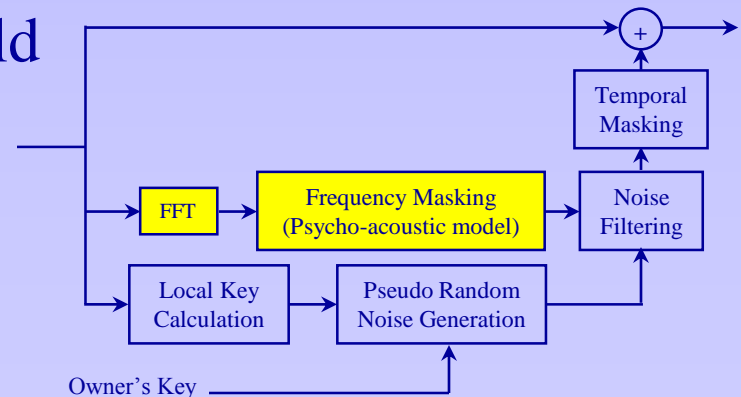 +
Temporal
Masking
FFT
Frequency Masking
(Psycho-acoustic model)
Noise
Filtering
Local Key
Calculation
Pseudo Random
Noise Generation
Owner's Key